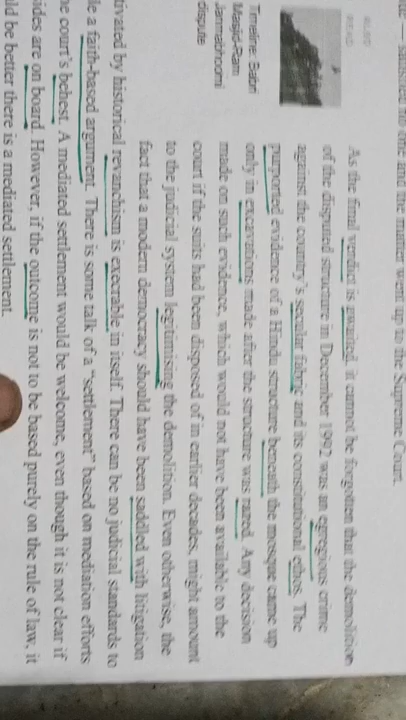 satisfied no one and the matter went up to the Supreme Court.
ALSO
READ
Timeline: Babri
Masjid-Ram
Janmabhoomi
dispute
As the final verdict is awaited, it cannot be forgotten that the demolition
of the disputed structure in December 1992 was an egregious crime
against the country's secular fabric and its constitutional ethos. The
purported evidence of a Hindu structure beneath the mosque came up
only in excavations made after the structure was razed. Any decision
made on such evidence, which would not have been available to the
court if the suits had been disposed of in earlier decades, might amount
to the judicial system legitimising the demolition. Even otherwise, the
fact that a modern democracy should have been saddled with litigation
tivated by historical revanchism is execrable in itself. There can be no judicial standards to
le a faith-based argument. There is some talk of a "settlement" based on mediation efforts
he court's behest. A mediated settlement would be welcome, even though it is not clear if
ides are on board. However, if the outcome is not to be based purely on the rule of law, it
ld be better there is a mediated settlement.